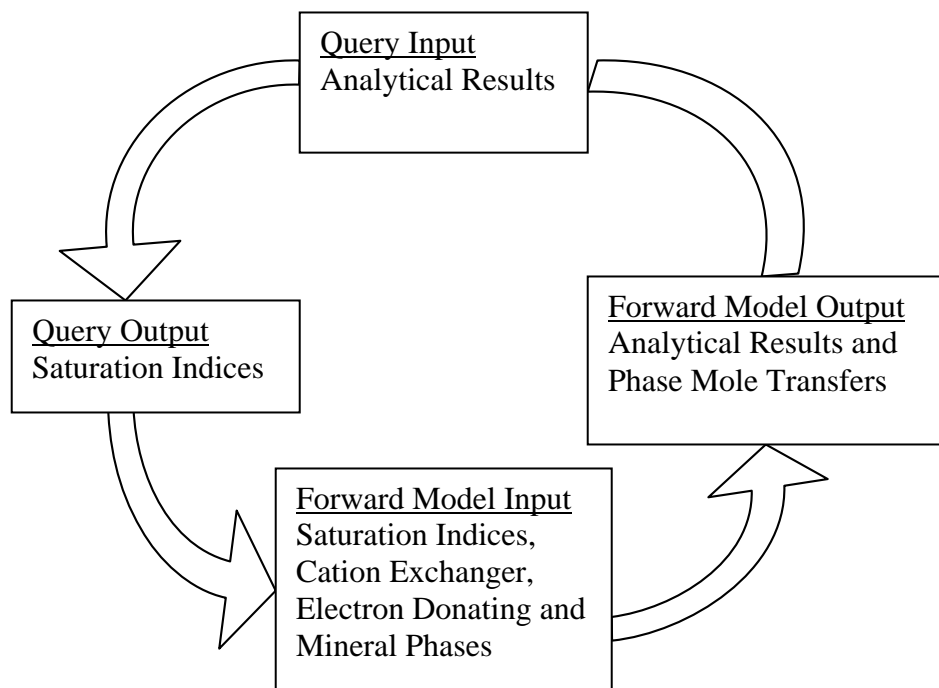 Query Input
Analytical Results
Query Output
Saturation Indices
Forward Model Input
Saturation Indices,
Cation Exchanger,
Electron Donating and
Mineral Phases
Forward Model Output
Analytical Results and
Phase Mole Transfers